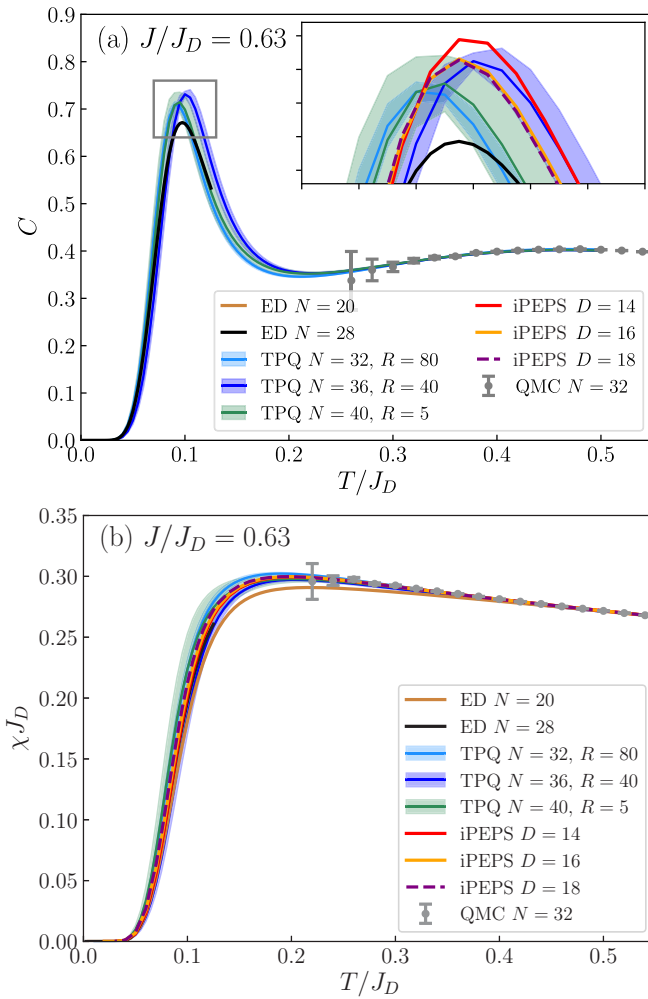 (a) J/J_D = 0.63
0.9
0.8
0.7
0.6
0.5
0.4
0.3
0.2
0.1
0.0
C
ED N = 20
ED N = 28
TPQ N = 32, R = 80
TPQ N = 36, R = 40
TPQ N = 40, R = 5
iPEPS D = 14
iPEPS D = 16
iPEPS D = 18
QMC N = 32
0.0 0.1 0.2 0.3 0.4 0.5
T/J_D
(b) J/J_D = 0.63
0.35
0.30
0.25
0.20
0.15
0.10
0.05
0.00
χJ_D
ED N = 20
ED N = 28
TPQ N = 32, R = 80
TPQ N = 36, R = 40
TPQ N = 40, R = 5
iPEPS D = 14
iPEPS D = 16
iPEPS D = 18
QMC N = 32
0.0 0.1 0.2 0.3 0.4 0.5
T/J_D